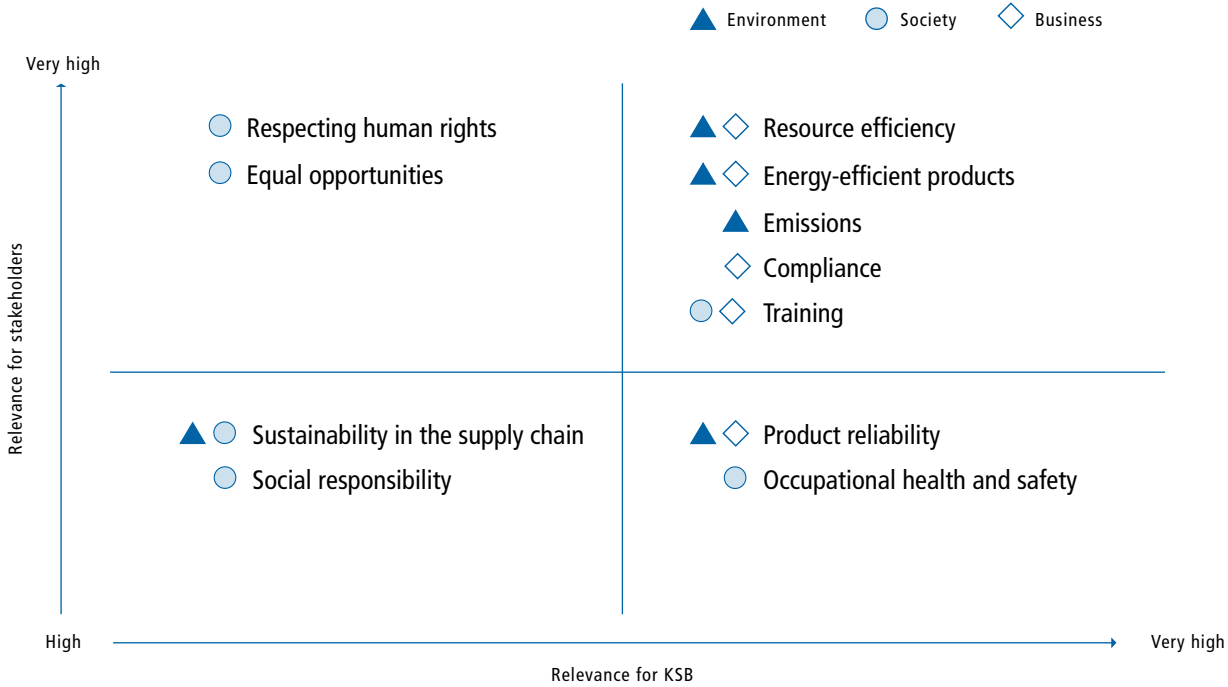 Environment
Society
Business
Very high
Respecting human rights
Equal opportunities
Resource efficiency
Energy-efficient products
Emissions
Compliance
Training
Relevance for stakeholders
Sustainability in the supply chain
Social responsibility
Product reliability
Occupational health and safety
High
Very high
Relevance for KSB